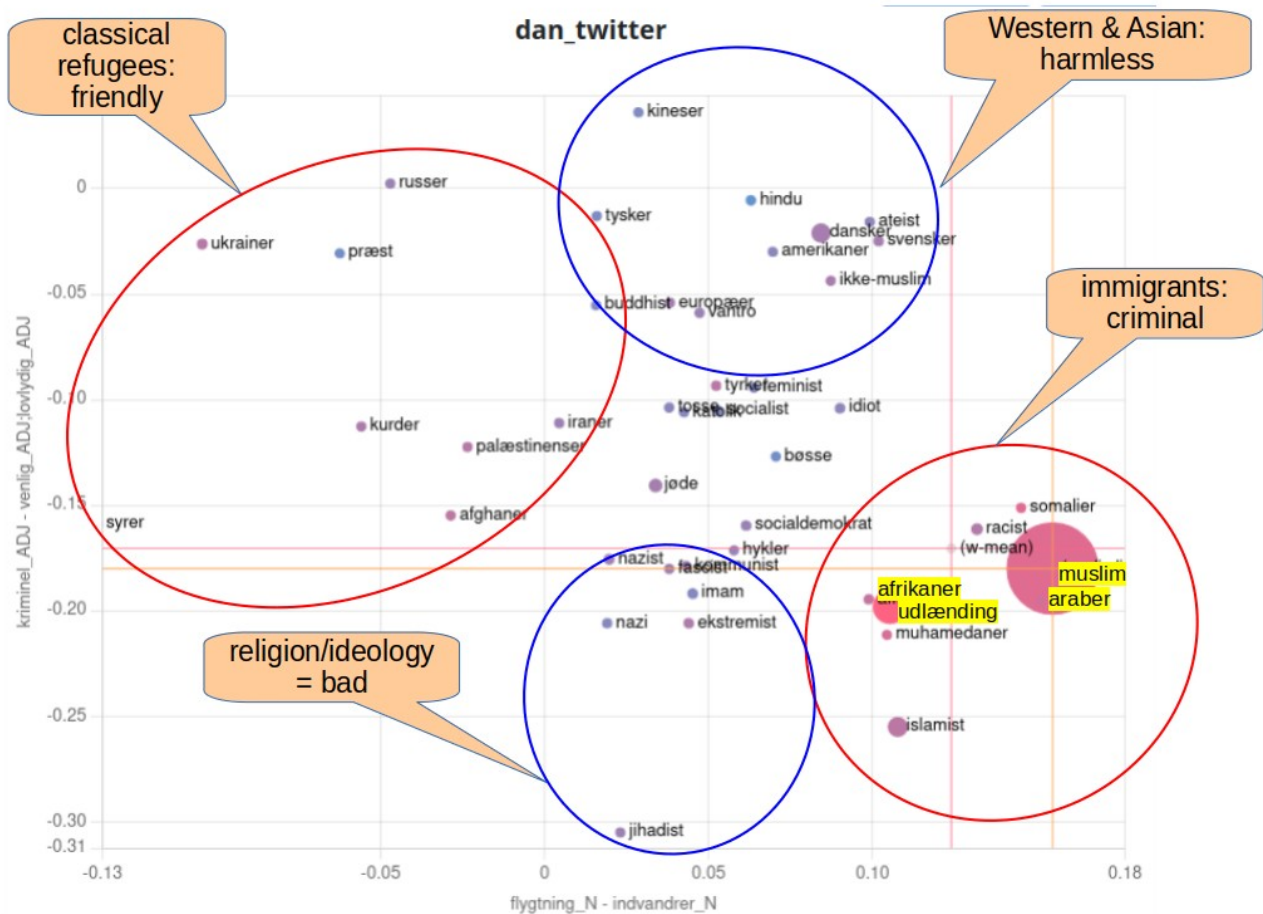 classical
refugees:
friendly
dan_twitter
Western & Asian:
harmless
kineser
0
russer
hindu
tysker
ateist
dansker
svensker
ukrainer
præst
amerikaner
ikke-muslim
-0.05
buddhist
europæer
vantro
immigrants:
criminal
tyrker
feminist
-0.10
tosse
socialist
katolik
idiot
kurder
iraner
palæstinenser
bøsse
jøde
-0.15
syrer
afghaner
somalier
socialdemokrat
racist
hykler
(w-mean)
nazist
kommunist
fascist
muslim
imam
afrikaner
araber
-0.20
udlænding
nazi
ekstremist
muhamedaner
religion/ideology
= bad
-0.25
islamist
-0.30
jihadist
-0.31
-0.13
-0.05
0
0.05
0.10
0.18
flygtning_N - indvandrer_N
kriminel_ADJ - venlig_ADJ;lovlydig_ADJ